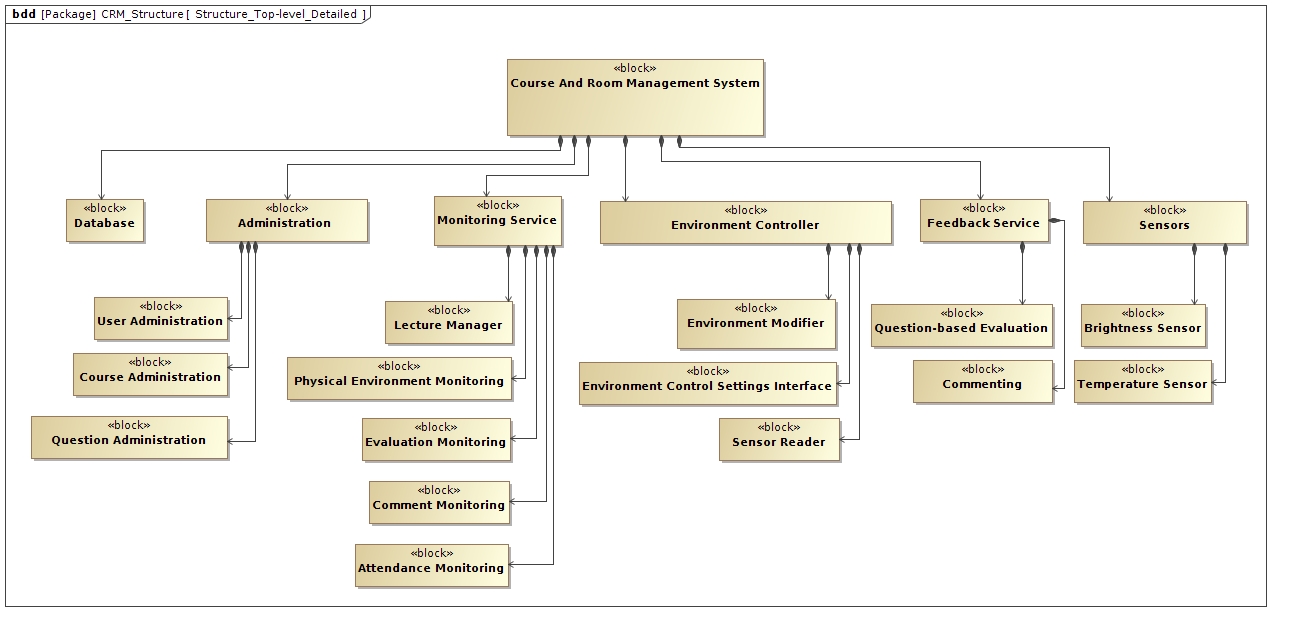 bdd [Package] CRM_Structure[ Structure_Top-level_Detailed ]
«block»
Course And Room Management System
«block»
Database
«block»
Administration
«block»
Monitoring Service
«block»
Environment Controller
«block»
Feedback Service
«block»
Sensors
«block»
User Administration
«block»
Course Administration
«block»
Question Administration
«block»
Lecture Manager
«block»
Physical Environment Monitoring
«block»
Evaluation Monitoring
«block»
Comment Monitoring
«block»
Attendance Monitoring
«block»
Environment Modifier
«block»
Environment Control Settings Interface
«block»
Sensor Reader
«block»
Question-based Evaluation
«block»
Commenting
«block»
Brightness Sensor
«block»
Temperature Sensor